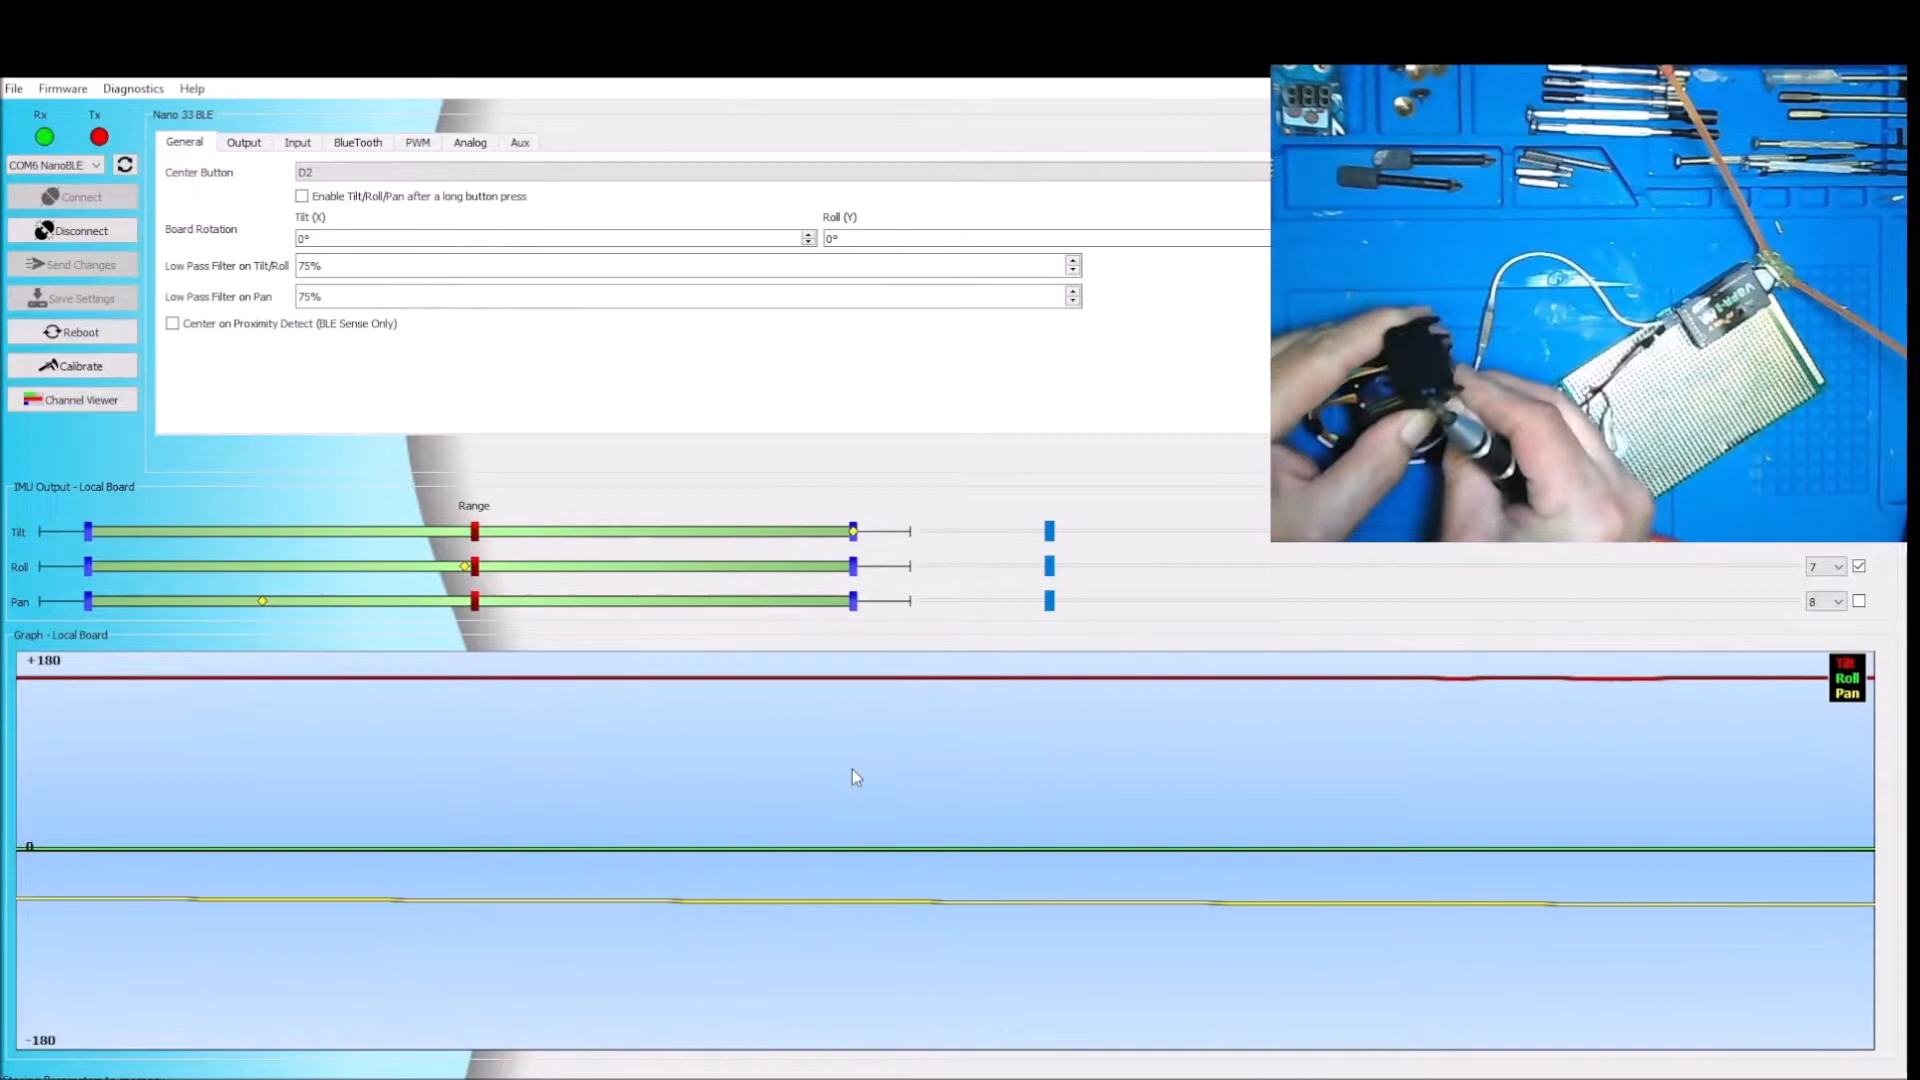 File Firmware Diagnostics Help
Rx Tx
COM6 NanoBLE
Connect
Disconnect
Send Changes
Save Settings
Reboot
Calibrate
Channel Viewer
Nano 33 BLE
General Output Input BlueTooth PWM Analog Aux
Center Button D2
Enable Tilt/Roll/Pan after a long button press
Tilt (X) Roll (Y)
Board Rotation 0° 0°
Low Pass Filter on Tilt/Roll 75%
Low Pass Filter on Pan 75%
Center on Proximity Detect (BLE Sense Only)
IMU Output - Local Board
Range
Tilt
Roll 7
Pan 8
Graph - Local Board
+180
Tilt
Roll
Pan
0
-180
Storing Parameters to memory